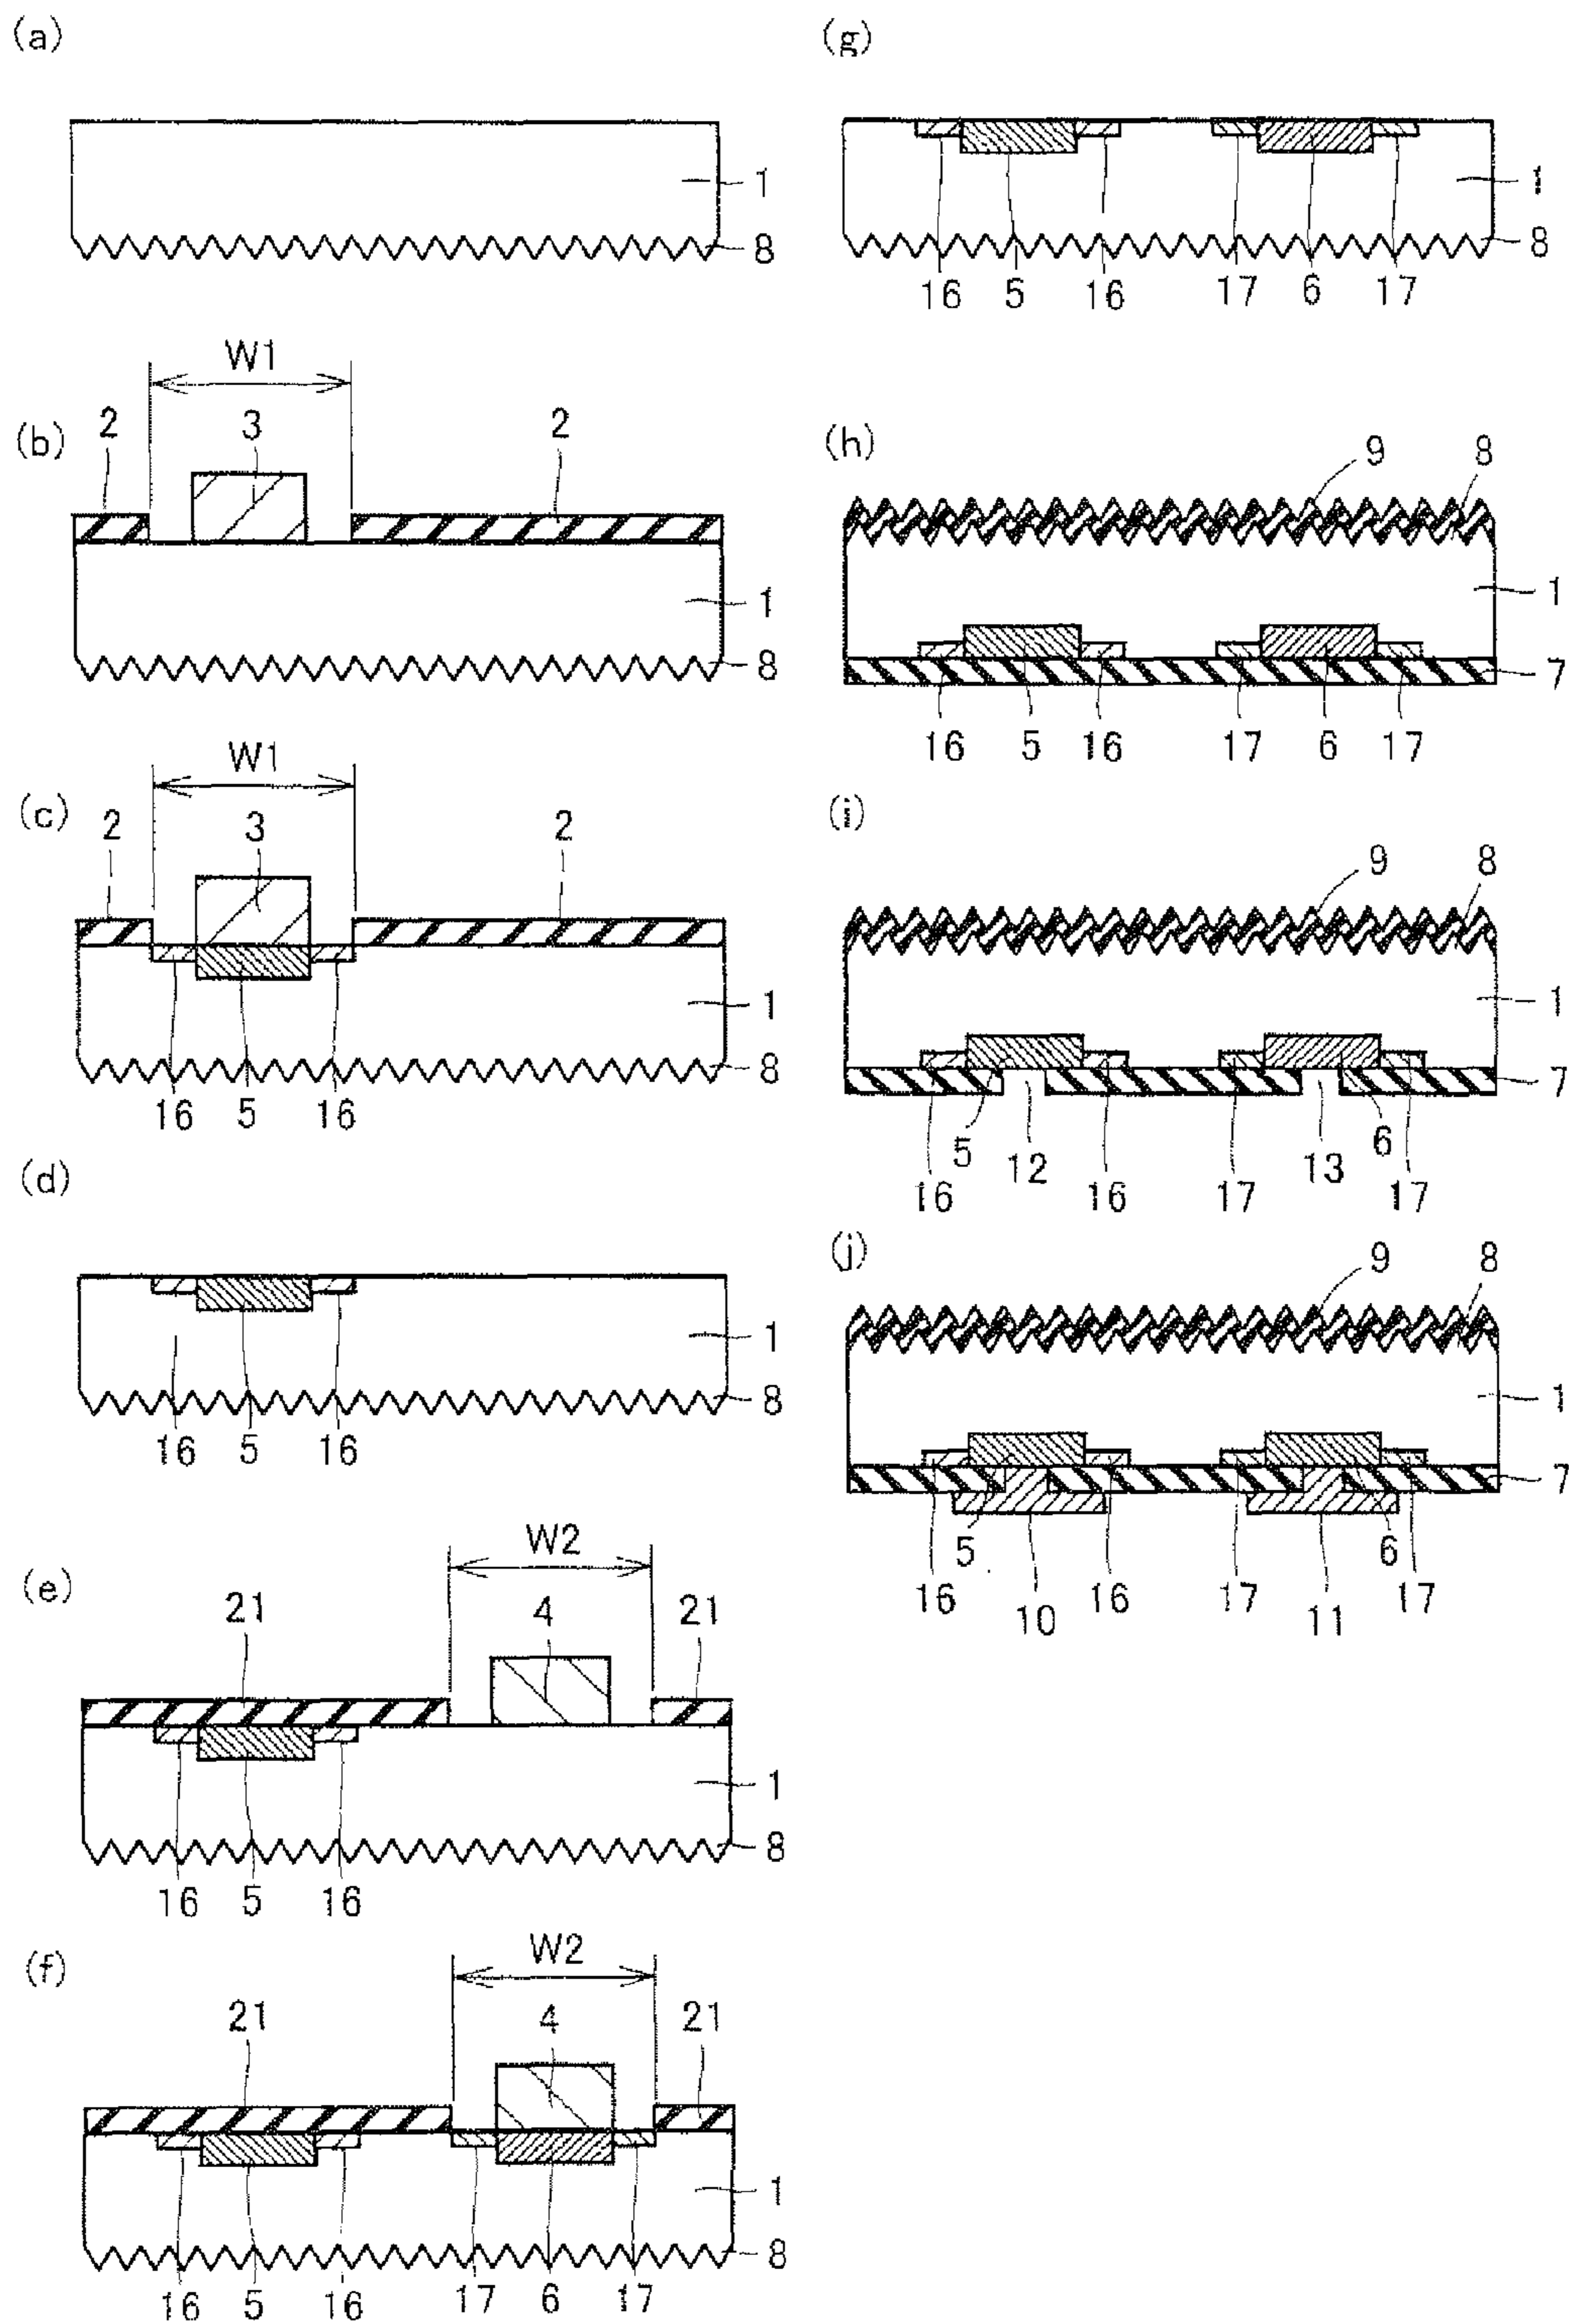 (a)
1
8
(b)
W1
2 3 2
1
8
(c)
W1
2 3 2
1
8
16 5 16
(d)
1
8
16 5 16
(e)
W2
21 4 21
1
8
16 5 16
(f)
W2
21 4 21
1
8
16 5 16 17 6 17
(g)
1
8
16 5 16 17 6 17
(h)
9 8
1
7
16 5 16 17 6 17
(i)
9 8
1
7
5 12 13 6
16 16 17 17
(j)
9 8
1
7
5 6
16 10 16 17 11 17